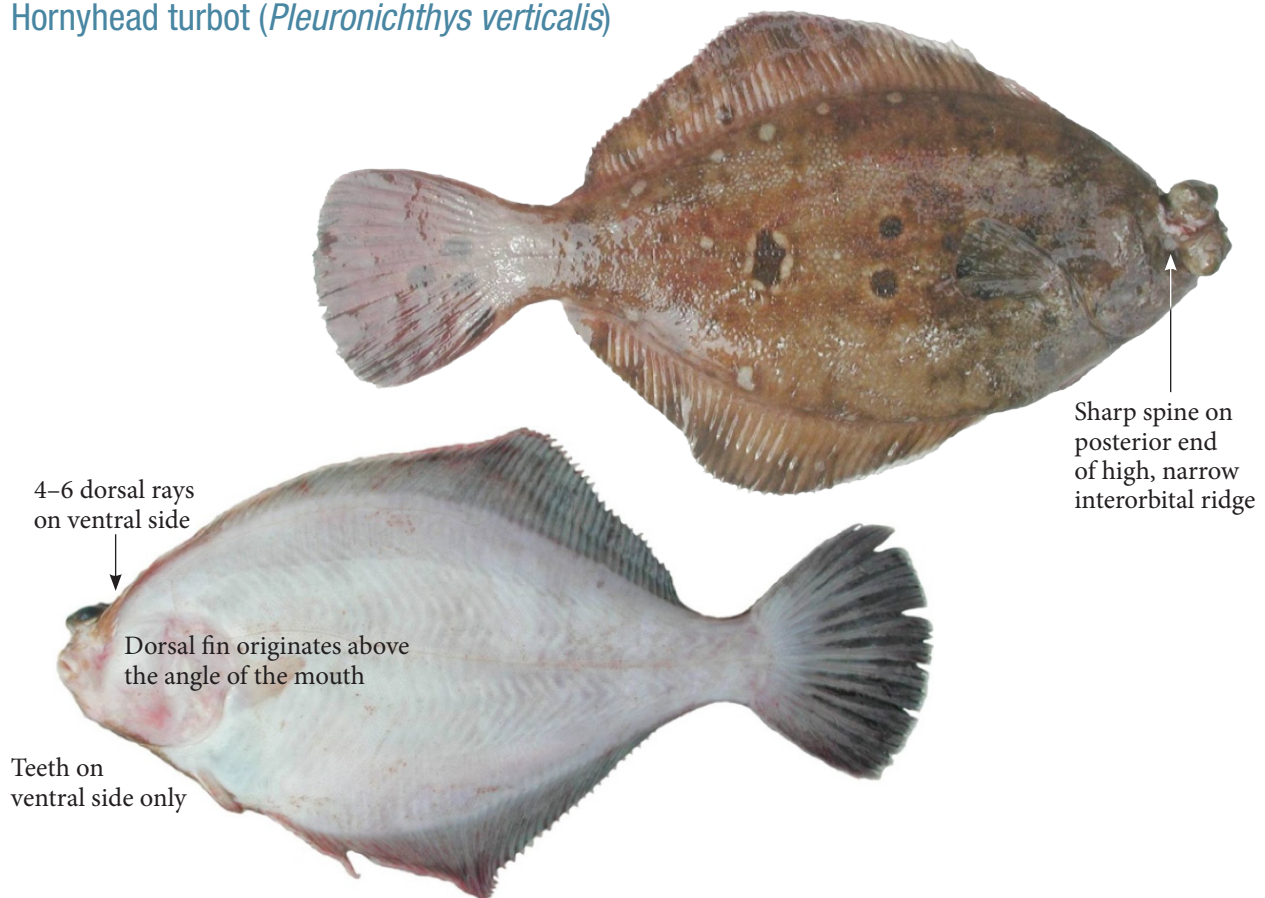 Hornyhead turbot (Pleuronichthys verticalis)
Sharp spine on
posterior end
of high, narrow
interorbital ridge
4–6 dorsal rays
on ventral side
Dorsal fin originates above
the angle of the mouth
Teeth on
ventral side only